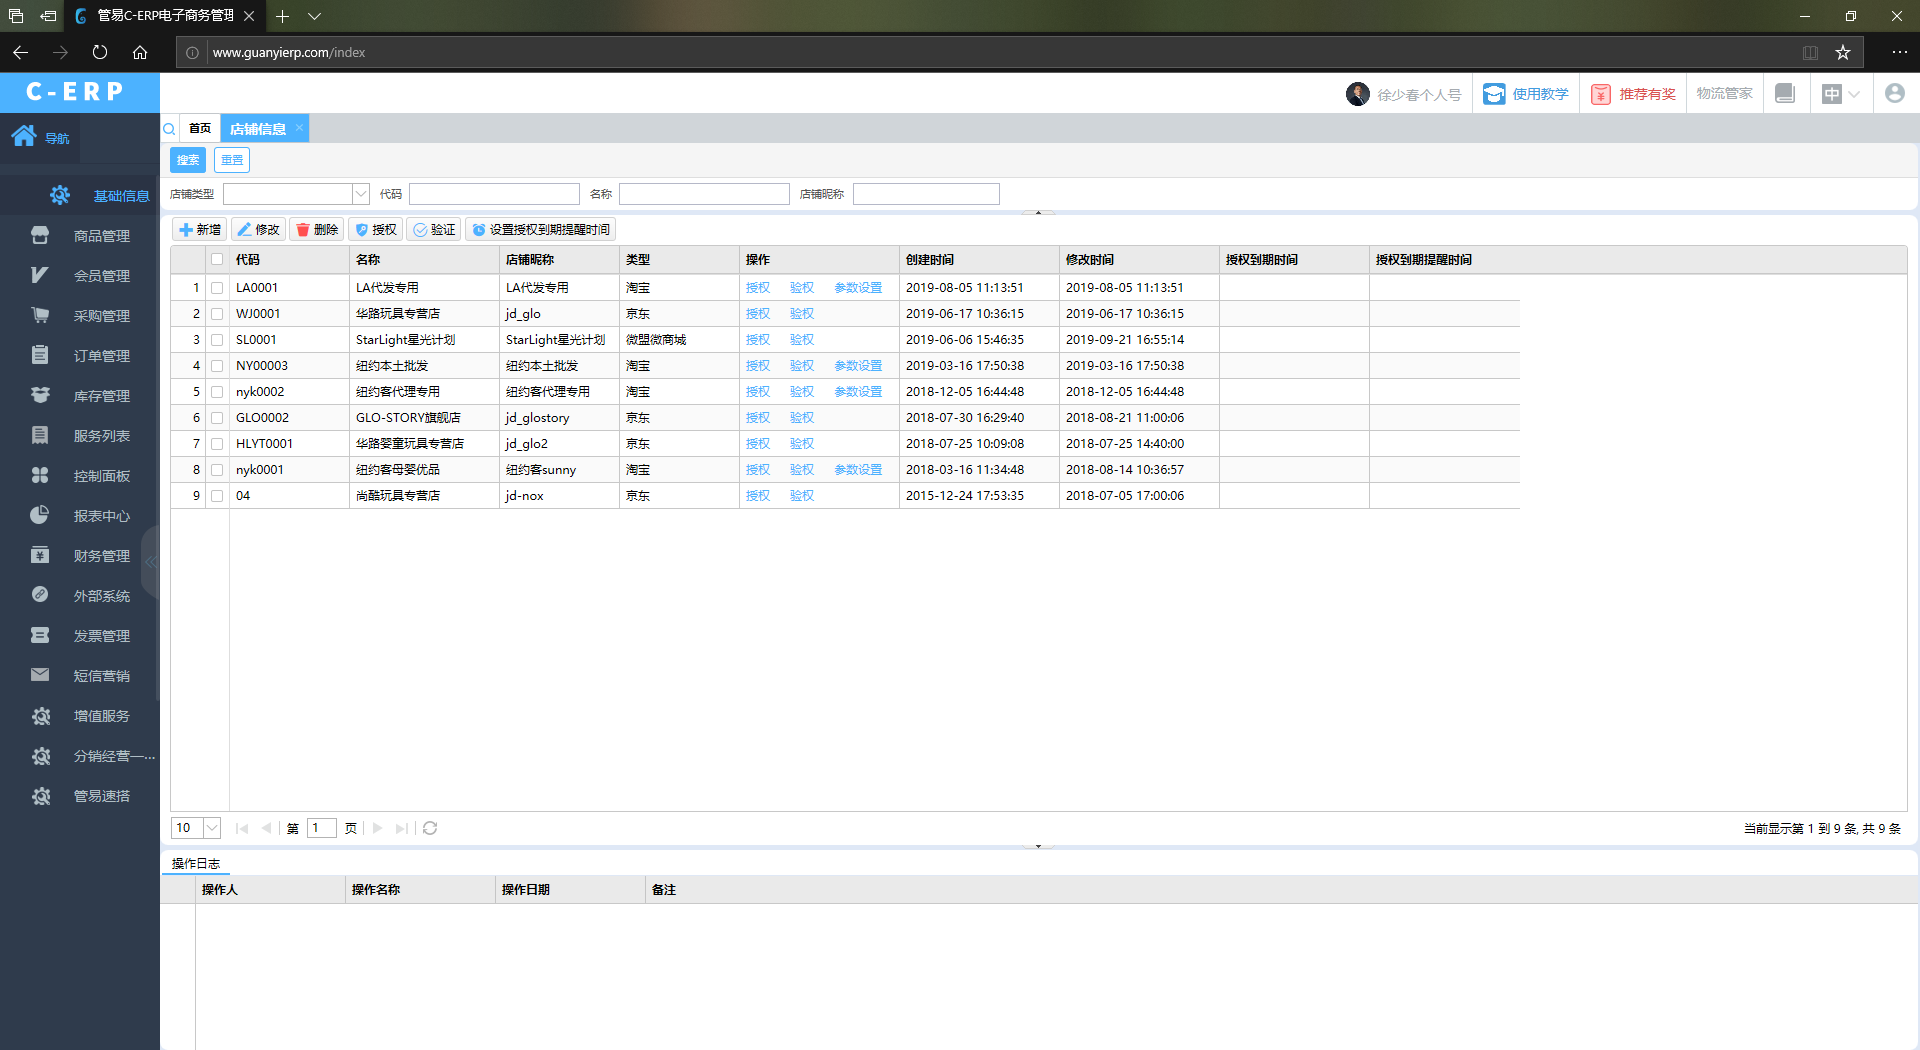 管易C-ERP电子商务管理
www.guanyierp.com/index
C-ERP
徐少春个人号 使用教学 推荐有奖 物流管家 中
导航
首页 店铺信息
搜索 重置
店铺类型 代码 名称 店铺昵称
新增 修改 删除 授权 验证 设置授权到期提醒时间
基础信息
商品管理
会员管理
采购管理
订单管理
库存管理
服务列表
控制面板
报表中心
财务管理
外部系统
发票管理
短信营销
增值服务
分销经营一...
管易速搭
代码 名称 店铺昵称 类型 操作 创建时间 修改时间 授权到期时间 授权到期提醒时间
1 LA0001 LA代发专用 LA代发专用 淘宝 授权 验权 参数设置 2019-08-05 11:13:51 2019-08-05 11:13:51
2 WJ0001 华路玩具专营店 jd_glo 京东 授权 验权 2019-06-17 10:36:15 2019-06-17 10:36:15
3 SL0001 StarLight星光计划 StarLight星光计划 微盟微商城 授权 验权 2019-06-06 15:46:35 2019-09-21 16:55:14
4 NY00003 纽约本土批发 纽约本土批发 淘宝 授权 验权 参数设置 2019-03-16 17:50:38 2019-03-16 17:50:38
5 nyk0002 纽约客代理专用 纽约客代理专用 淘宝 授权 验权 参数设置 2018-12-05 16:44:48 2018-12-05 16:44:48
6 GLO0002 GLO-STORY旗舰店 jd_glostory 京东 授权 验权 2018-07-30 16:29:40 2018-08-21 11:00:06
7 HLYT0001 华路婴童玩具专营店 jd_glo2 京东 授权 验权 2018-07-25 10:09:08 2018-07-25 14:40:00
8 nyk0001 纽约客母婴优品 纽约客sunny 淘宝 授权 验权 参数设置 2018-03-16 11:34:48 2018-08-14 10:36:57
9 04 尚酷玩具专营店 jd-nox 京东 授权 验权 2015-12-24 17:53:35 2018-07-05 17:00:06
10 第 1 页 当前显示第 1 到 9 条, 共 9 条
操作日志
操作人 操作名称 操作日期 备注